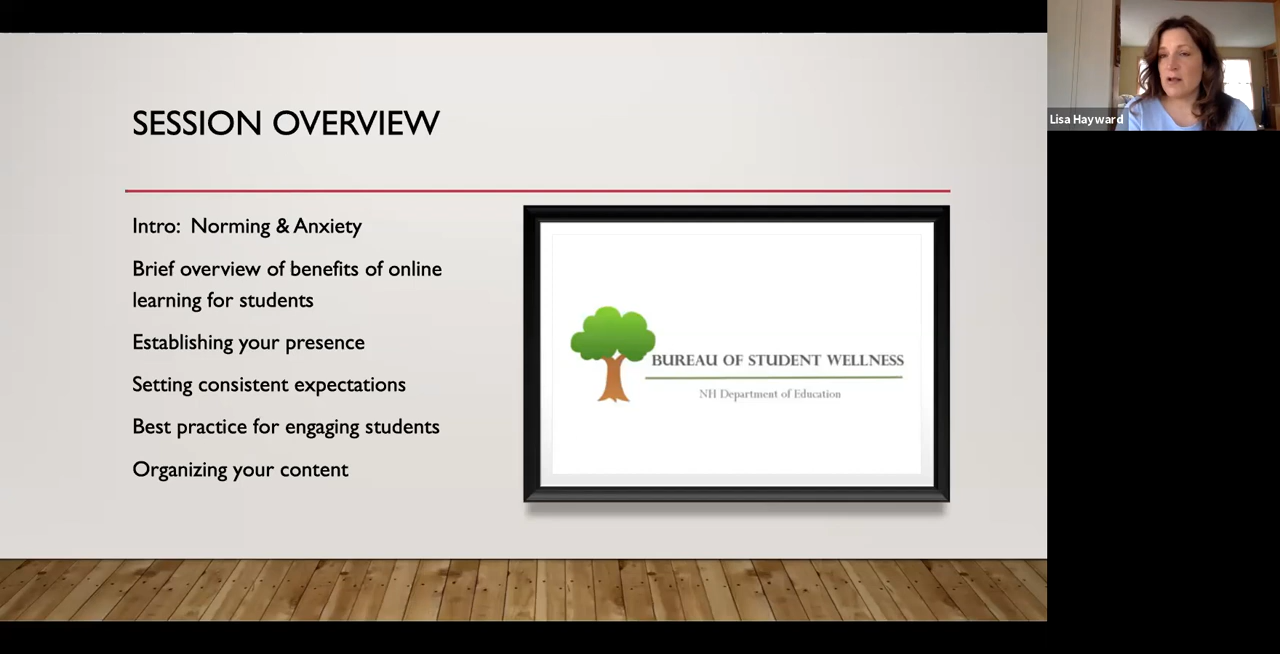 SESSION OVERVIEW
Intro:  Norming & Anxiety
Brief overview of benefits of online
learning for students
Establishing your presence
Setting consistent expectations
Best practice for engaging students
Organizing your content
BUREAU OF STUDENT WELLNESS
NH Department of Education
Lisa Hayward